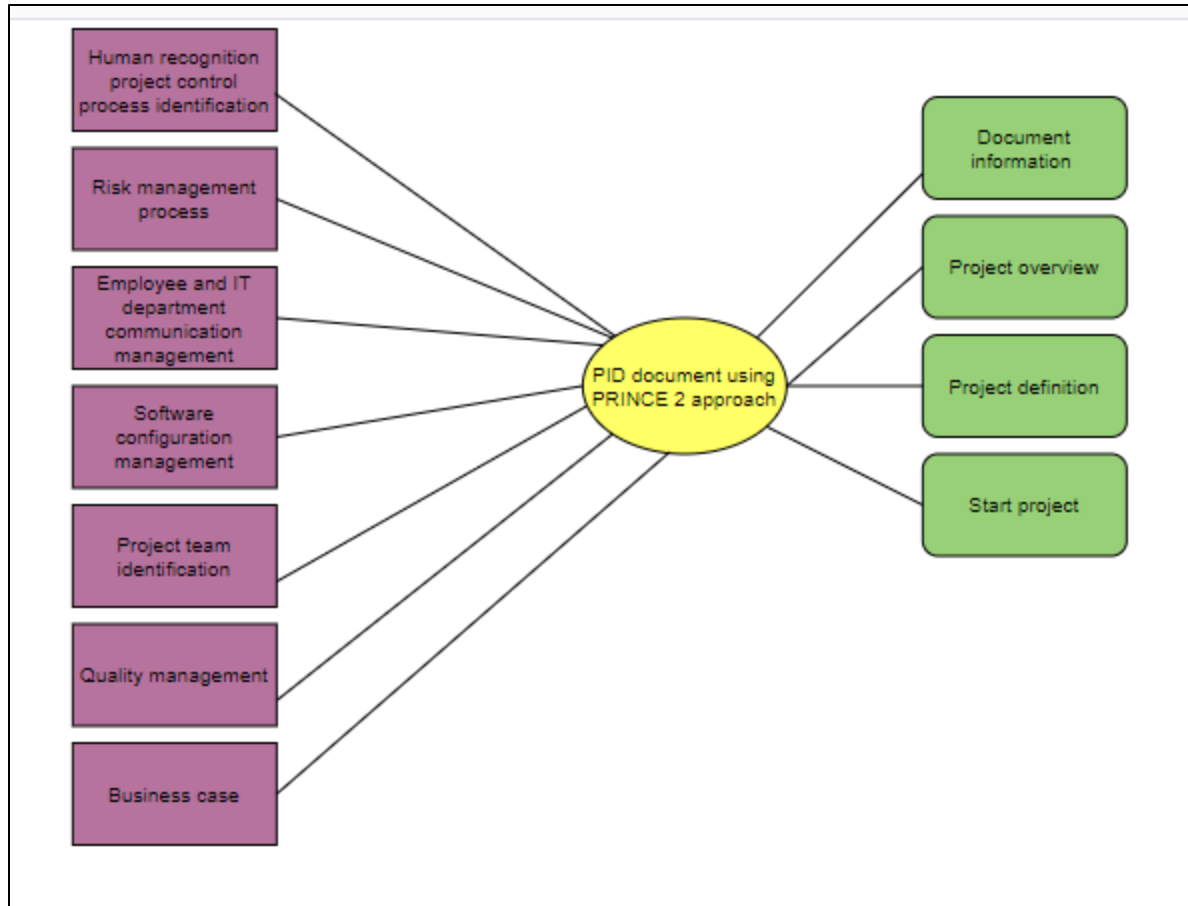 Human recognition
project control
process identification
Risk management
process
Employee and IT
department
communication
management
Software
configuration
management
Project team
identification
Quality management
Business case
PID document using
PRINCE 2 approach
Document
information
Project overview
Project definition
Start project